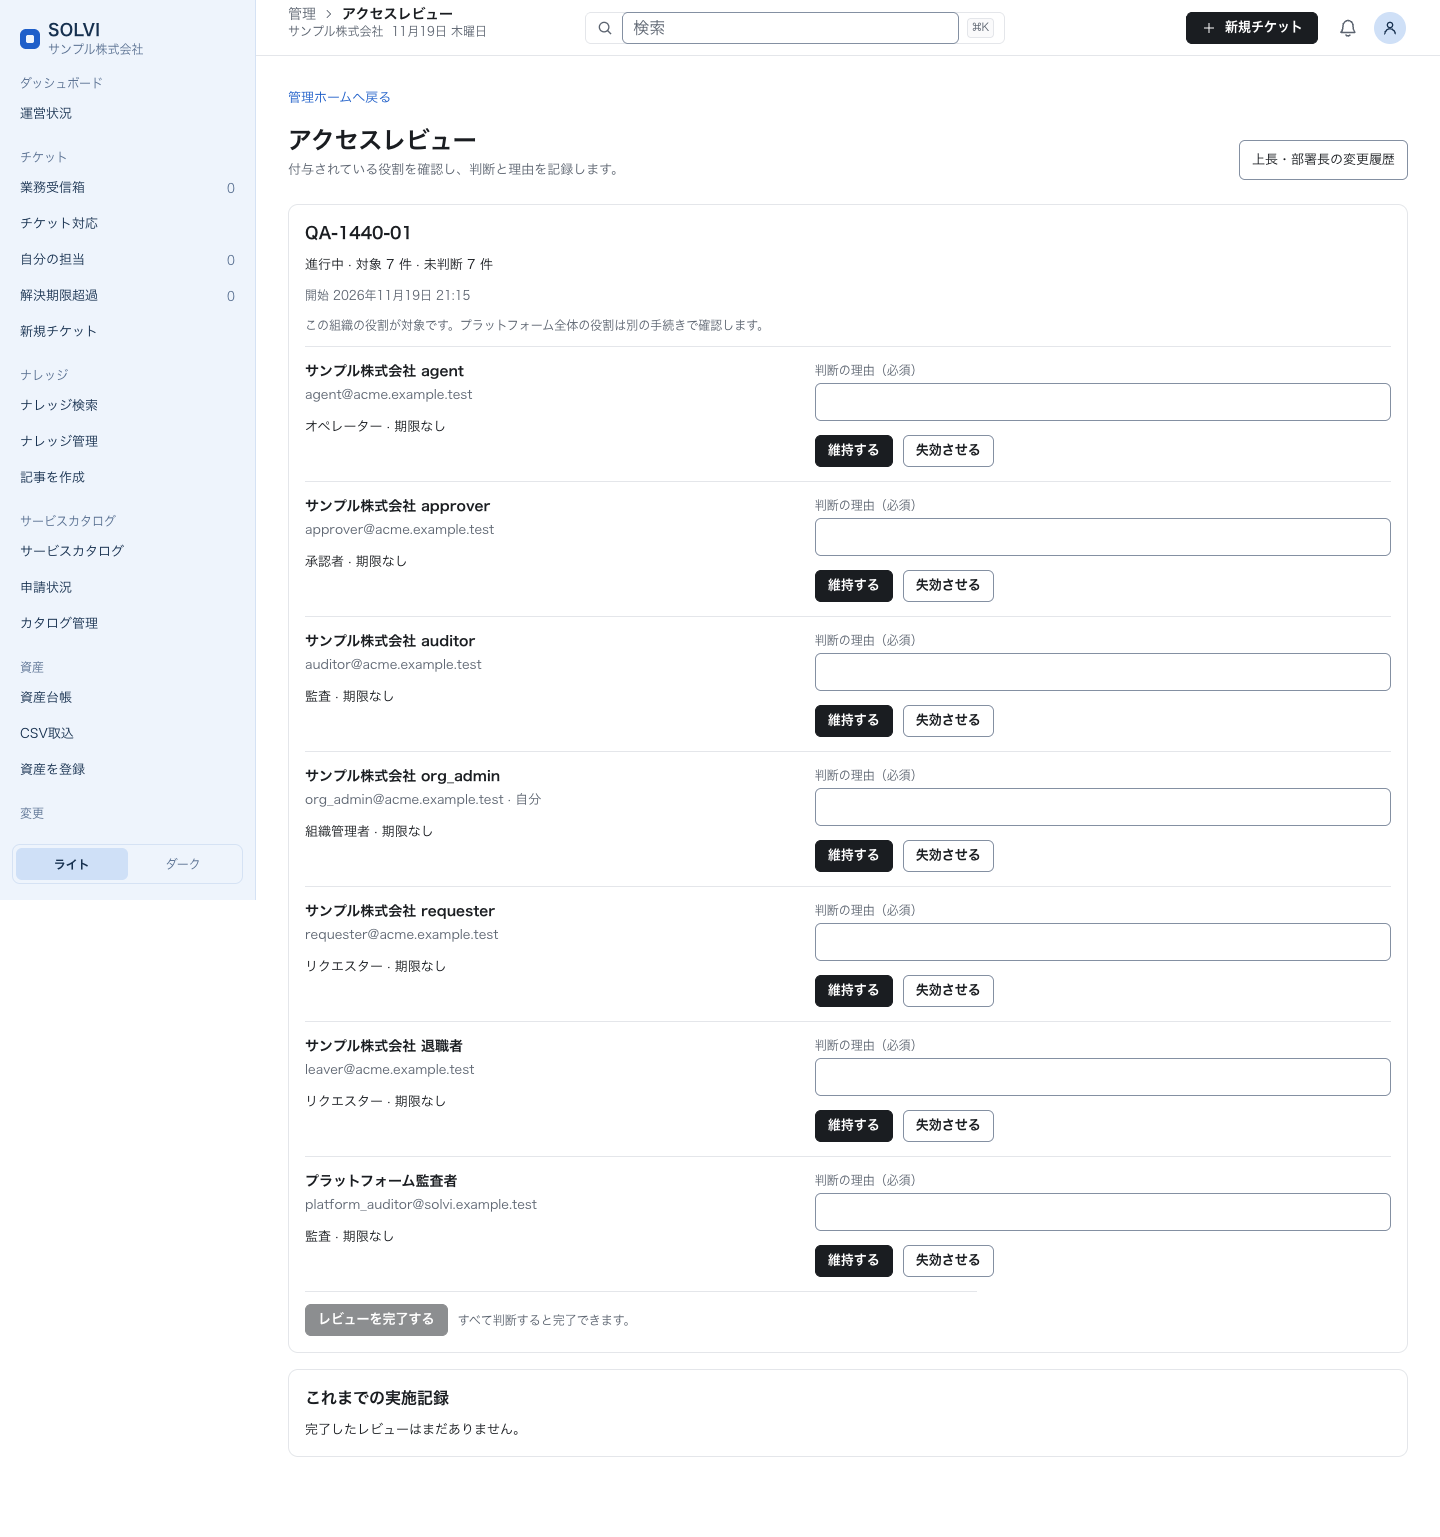 SOLVI
サンプル株式会社
ダッシュボード
運営状況
チケット
業務受信箱 0
チケット対応
自分の担当 0
解決期限超過 0
新規チケット
ナレッジ
ナレッジ検索
ナレッジ管理
記事を作成
サービスカタログ
サービスカタログ
申請状況
カタログ管理
資産
資産台帳
CSV取込
資産を登録
変更
ライト ダーク
管理 > アクセスレビュー
サンプル株式会社 11月19日 木曜日
検索 ⌘K
+ 新規チケット
管理ホームへ戻る
アクセスレビュー
付与されている役割を確認し、判断と理由を記録します。
上長・部署長の変更履歴
QA-1440-01
進行中 · 対象 7 件 · 未判断 7 件
開始 2026年11月19日 21:15
この組織の役割が対象です。プラットフォーム全体の役割は別の手続きで確認します。
サンプル株式会社 agent
agent@acme.example.test
オペレーター · 期限なし
判断の理由（必須）
維持する 失効させる
サンプル株式会社 approver
approver@acme.example.test
承認者 · 期限なし
判断の理由（必須）
維持する 失効させる
サンプル株式会社 auditor
auditor@acme.example.test
監査 · 期限なし
判断の理由（必須）
維持する 失効させる
サンプル株式会社 org_admin
org_admin@acme.example.test · 自分
組織管理者 · 期限なし
判断の理由（必須）
維持する 失効させる
サンプル株式会社 requester
requester@acme.example.test
リクエスター · 期限なし
判断の理由（必須）
維持する 失効させる
サンプル株式会社 退職者
leaver@acme.example.test
リクエスター · 期限なし
判断の理由（必須）
維持する 失効させる
プラットフォーム監査者
platform_auditor@solvi.example.test
監査 · 期限なし
判断の理由（必須）
維持する 失効させる
レビューを完了する すべて判断すると完了できます。
これまでの実施記録
完了したレビューはまだありません。